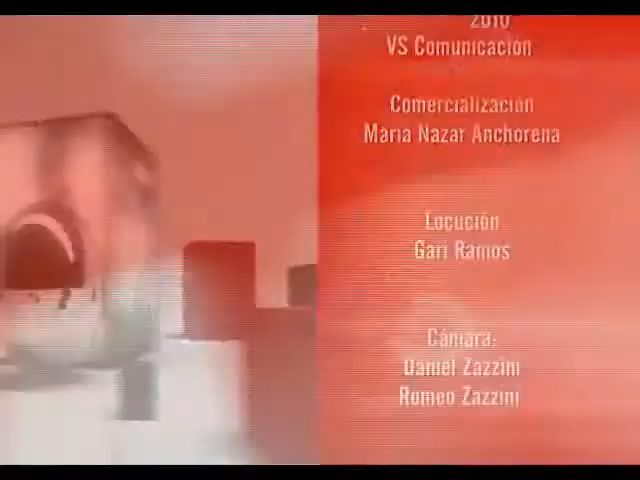 2010
VS Comunicación
Comercialización
María Nazar Anchorena
Locución
Gari Ramos
Cámara:
Daniel Zazzini
Romeo Zazzini